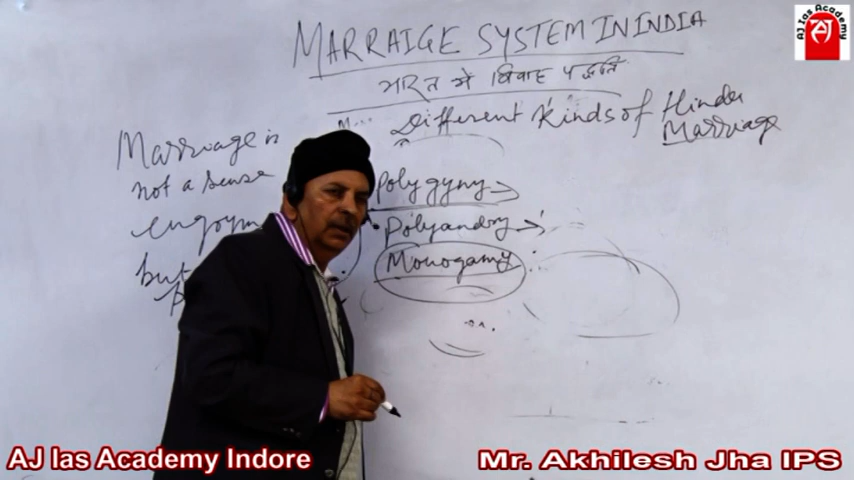 MARRAIGE SYSTEM IN INDIA
भारत में विवाह पद्धति
Different Kinds of Hindu
Marriage
Marriage is
not a sense
but
Polygyny →
Polyandry →
Monogamy
AJ Ias Academy
AJ Ias Academy Indore
Mr. Akhilesh Jha IPS